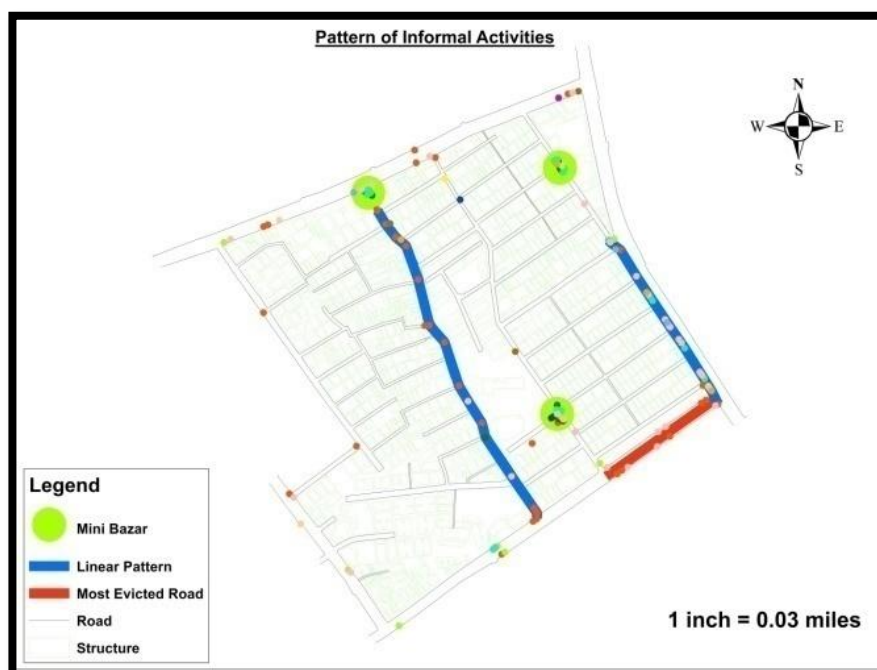 Pattern of Informal Activities
N
W E
S
Legend
Mini Bazar
Linear Pattern
Most Evicted Road
Road
Structure
1 inch = 0.03 miles